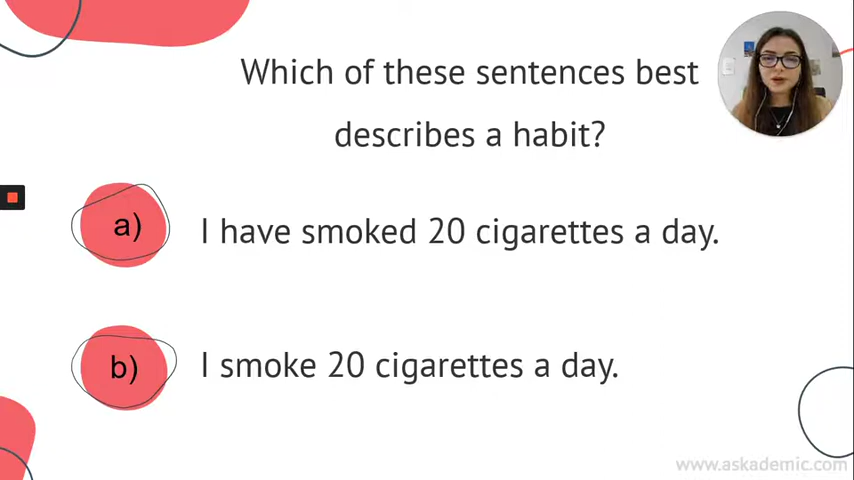 Which of these sentences best
describes a habit?
a) I have smoked 20 cigarettes a day.
b) I smoke 20 cigarettes a day.
www.askademic.com